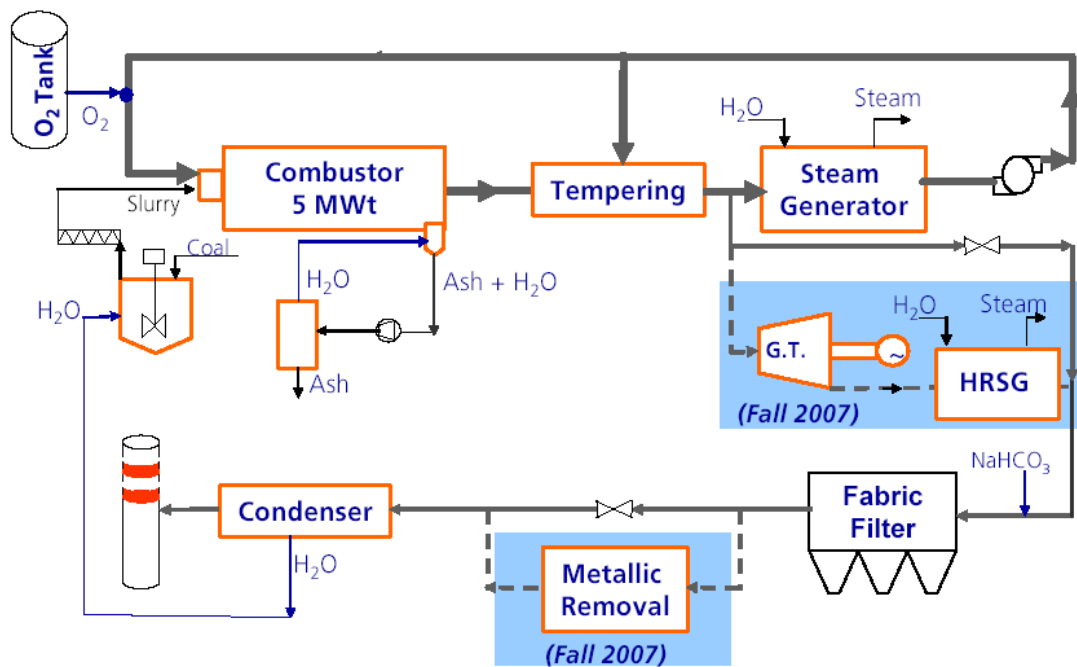 O₂ Tank
O₂
H₂O
Steam
Combustor
5 MWt
Tempering
Steam
Generator
Slurry
Coal
H₂O
H₂O
Ash + H₂O
Ash
H₂O
Steam
G.T.
~
HRSG
(Fall 2007)
NaHCO₃
Fabric
Filter
Condenser
H₂O
Metallic
Removal
(Fall 2007)